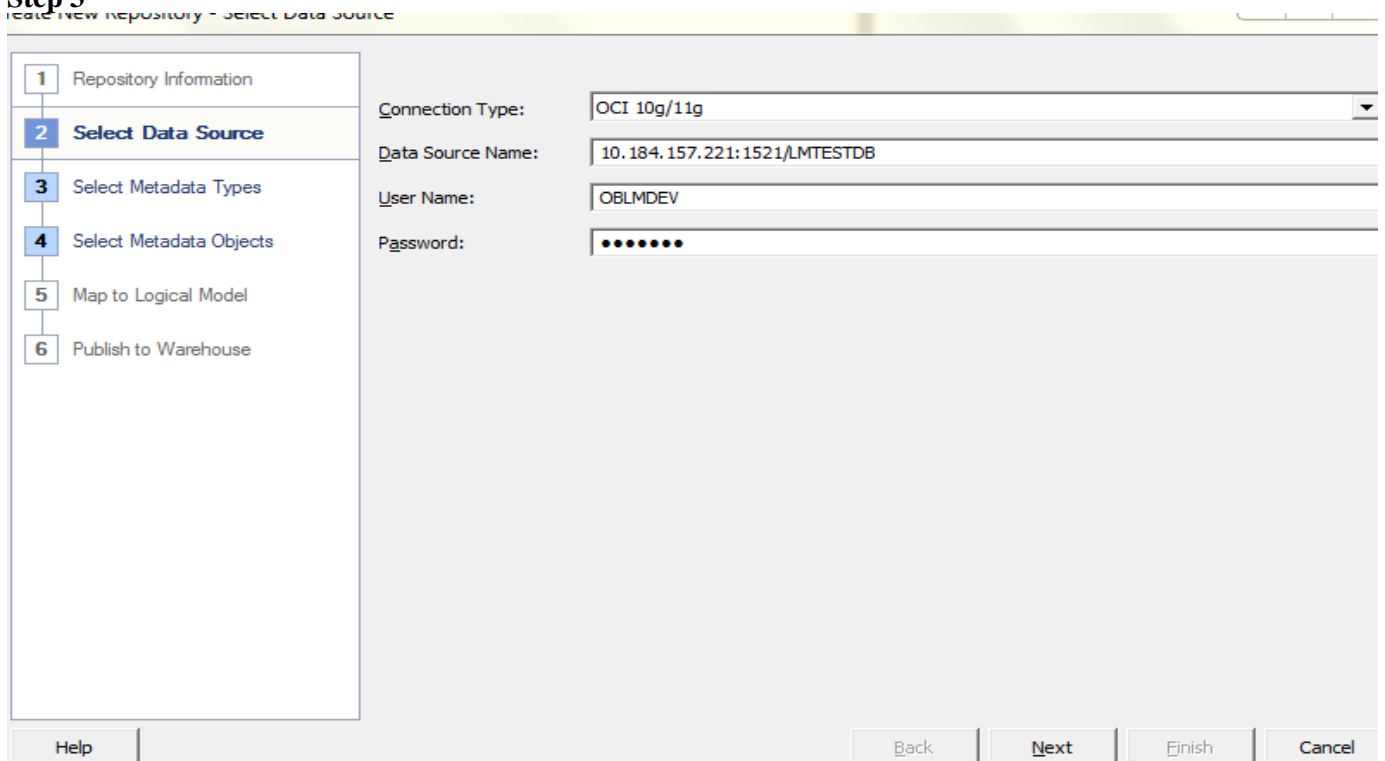 Step 3
Create New Repository - Select Data Source
1 Repository Information
2 Select Data Source
3 Select Metadata Types
4 Select Metadata Objects
5 Map to Logical Model
6 Publish to Warehouse
Connection Type: OCI 10g/11g
Data Source Name: 10.184.157.221:1521/LMTESTDB
User Name: OBLMDEV
Password: •••••••
Help Back Next Finish Cancel